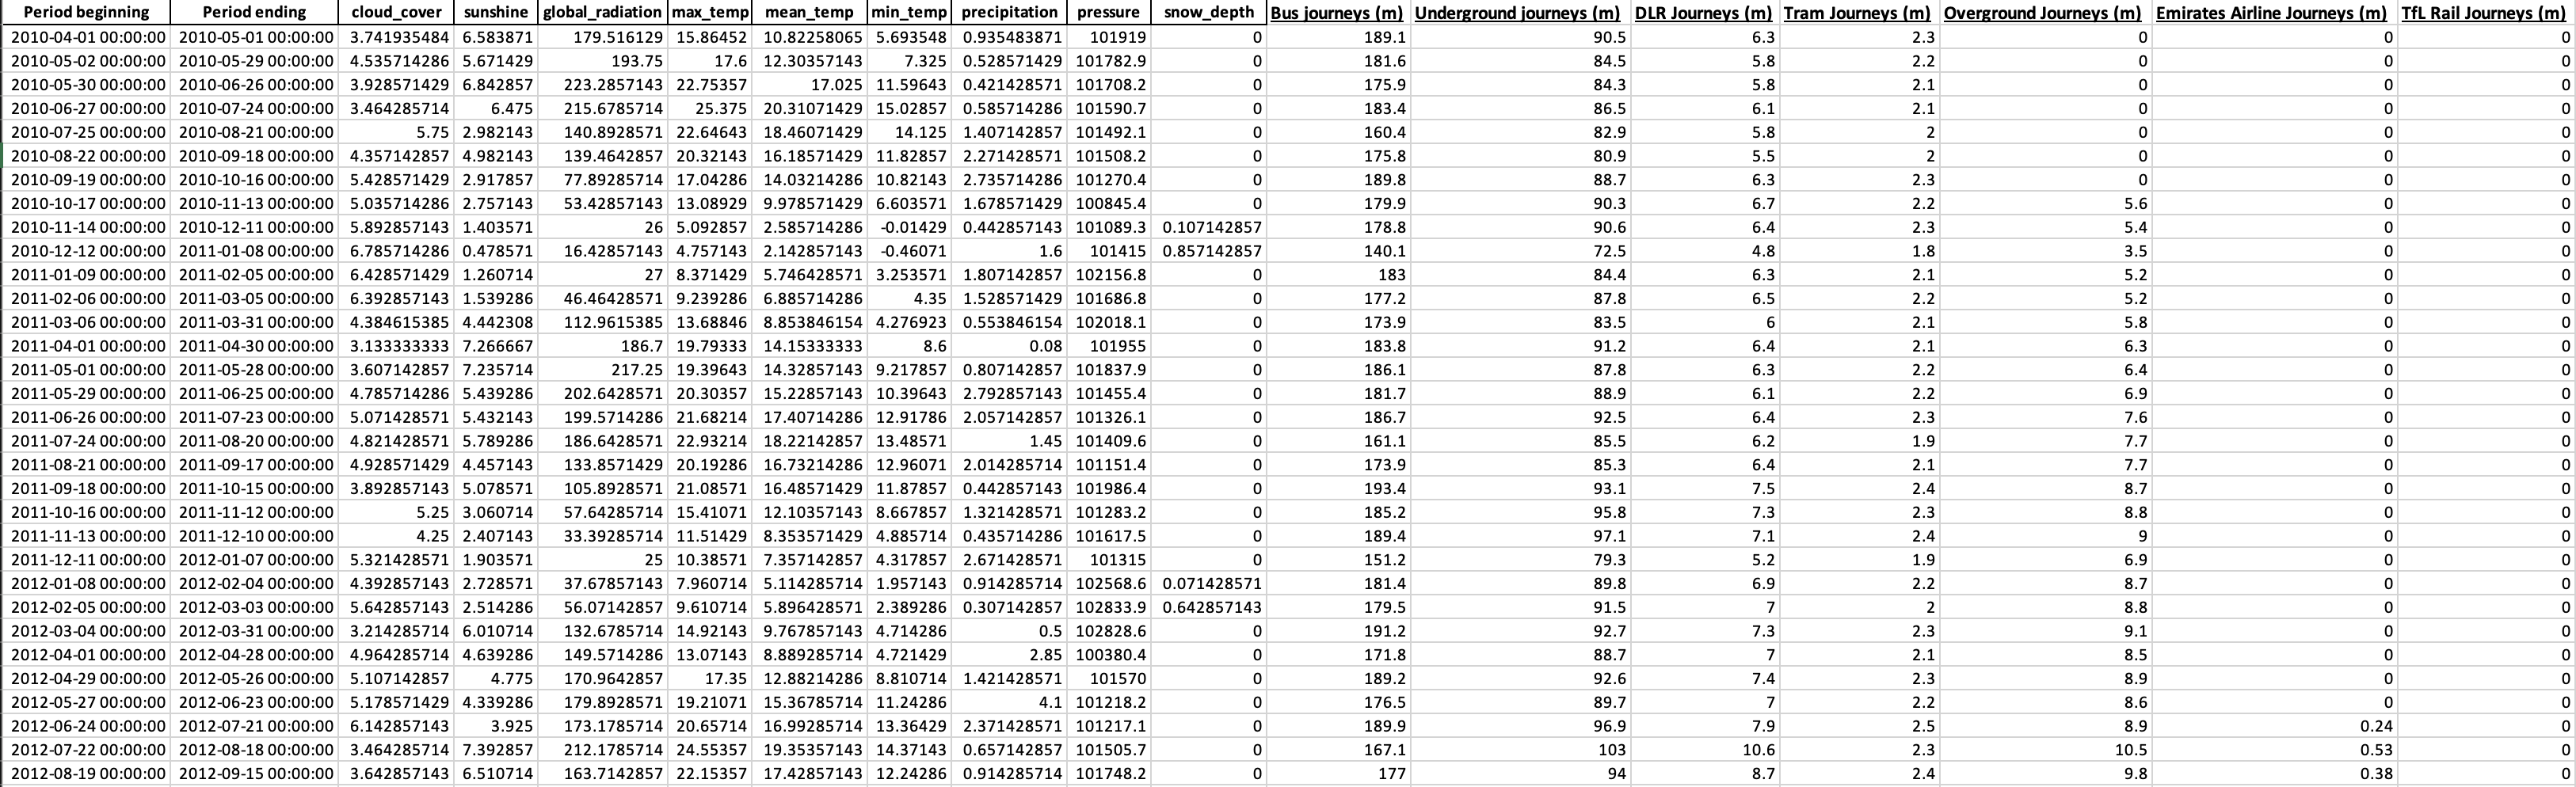 Period beginning Period ending cloud_cover sunshine global_radiation max_temp mean_temp min_temp precipitation pressure snow_depth Bus journeys (m) Underground journeys (m) DLR Journeys (m) Tram Journeys (m) Overground Journeys (m) Emirates Airline Journeys (m) TfL Rail Journeys (m)
2010-04-01 00:00:00 2010-05-01 00:00:00 3.741935484 6.583871 179.516129 15.86452 10.82258065 5.693548 0.935483871 101919 0 189.1 90.5 6.3 2.3 0 0 0
2010-05-02 00:00:00 2010-05-29 00:00:00 4.535714286 5.671429 193.75 17.6 12.30357143 7.325 0.528571429 101782.9 0 181.6 84.5 5.8 2.2 0 0 0
2010-05-30 00:00:00 2010-06-26 00:00:00 3.928571429 6.842857 223.2857143 22.75357 17.025 11.59643 0.421428571 101708.2 0 175.9 84.3 5.8 2.1 0 0 0
2010-06-27 00:00:00 2010-07-24 00:00:00 3.464285714 6.475 215.6785714 25.375 20.31071429 15.02857 0.585714286 101590.7 0 183.4 86.5 6.1 2.1 0 0 0
2010-07-25 00:00:00 2010-08-21 00:00:00 5.75 2.982143 140.8928571 22.64643 18.46071429 14.125 1.407142857 101492.1 0 160.4 82.9 5.8 2 0 0 0
2010-08-22 00:00:00 2010-09-18 00:00:00 4.357142857 4.982143 139.4642857 20.32143 16.18571429 11.82857 2.271428571 101508.2 0 175.8 80.9 5.5 2 0 0 0
2010-09-19 00:00:00 2010-10-16 00:00:00 5.428571429 2.917857 77.89285714 17.04286 14.03214286 10.82143 2.735714286 101270.4 0 189.8 88.7 6.3 2.3 0 0 0
2010-10-17 00:00:00 2010-11-13 00:00:00 5.035714286 2.757143 53.42857143 13.08929 9.978571429 6.603571 1.678571429 100845.4 0 179.9 90.3 6.7 2.2 5.6 0 0
2010-11-14 00:00:00 2010-12-11 00:00:00 5.892857143 1.403571 26 5.092857 2.585714286 -0.01429 0.442857143 101089.3 0.107142857 178.8 90.6 6.4 2.3 5.4 0 0
2010-12-12 00:00:00 2011-01-08 00:00:00 6.785714286 0.478571 16.42857143 4.757143 2.142857143 -0.46071 1.6 101415 0.857142857 140.1 72.5 4.8 1.8 3.5 0 0
2011-01-09 00:00:00 2011-02-05 00:00:00 6.428571429 1.260714 27 8.371429 5.746428571 3.253571 1.807142857 102156.8 0 183 84.4 6.3 2.1 5.2 0 0
2011-02-06 00:00:00 2011-03-05 00:00:00 6.392857143 1.539286 46.46428571 9.239286 6.885714286 4.35 1.528571429 101686.8 0 177.2 87.8 6.5 2.2 5.2 0 0
2011-03-06 00:00:00 2011-03-31 00:00:00 4.384615385 4.442308 112.9615385 13.68846 8.853846154 4.276923 0.553846154 102018.1 0 173.9 83.5 6 2.1 5.8 0 0
2011-04-01 00:00:00 2011-04-30 00:00:00 3.133333333 7.266667 186.7 19.79333 14.15333333 8.6 0.08 101955 0 183.8 91.2 6.4 2.1 6.3 0 0
2011-05-01 00:00:00 2011-05-28 00:00:00 3.607142857 7.235714 217.25 19.39643 14.32857143 9.217857 0.807142857 101837.9 0 186.1 87.8 6.3 2.2 6.4 0 0
2011-05-29 00:00:00 2011-06-25 00:00:00 4.785714286 5.439286 202.6428571 20.30357 15.22857143 10.39643 2.792857143 101455.4 0 181.7 88.9 6.1 2.2 6.9 0 0
2011-06-26 00:00:00 2011-07-23 00:00:00 5.071428571 5.432143 199.5714286 21.68214 17.40714286 12.91786 2.057142857 101326.1 0 186.7 92.5 6.4 2.3 7.6 0 0
2011-07-24 00:00:00 2011-08-20 00:00:00 4.821428571 5.789286 186.6428571 22.93214 18.22142857 13.48571 1.45 101409.6 0 161.1 85.5 6.2 1.9 7.7 0 0
2011-08-21 00:00:00 2011-09-17 00:00:00 4.928571429 4.457143 133.8571429 20.19286 16.73214286 12.96071 2.014285714 101151.4 0 173.9 85.3 6.4 2.1 7.7 0 0
2011-09-18 00:00:00 2011-10-15 00:00:00 3.892857143 5.078571 105.8928571 21.08571 16.48571429 11.87857 0.442857143 101986.4 0 193.4 93.1 7.5 2.4 8.7 0 0
2011-10-16 00:00:00 2011-11-12 00:00:00 5.25 3.060714 57.64285714 15.41071 12.10357143 8.667857 1.321428571 101283.2 0 185.2 95.8 7.3 2.3 8.8 0 0
2011-11-13 00:00:00 2011-12-10 00:00:00 4.25 2.407143 33.39285714 11.51429 8.353571429 4.885714 0.435714286 101617.5 0 189.4 97.1 7.1 2.4 9 0 0
2011-12-11 00:00:00 2012-01-07 00:00:00 5.321428571 1.903571 25 10.38571 7.357142857 4.317857 2.671428571 101315 0 151.2 79.3 5.2 1.9 6.9 0 0
2012-01-08 00:00:00 2012-02-04 00:00:00 4.392857143 2.728571 37.67857143 7.960714 5.114285714 1.957143 0.914285714 102568.6 0.071428571 181.4 89.8 6.9 2.2 8.7 0 0
2012-02-05 00:00:00 2012-03-03 00:00:00 5.642857143 2.514286 56.07142857 9.610714 5.896428571 2.389286 0.307142857 102833.9 0.642857143 179.5 91.5 7 2 8.8 0 0
2012-03-04 00:00:00 2012-03-31 00:00:00 3.214285714 6.010714 132.6785714 14.92143 9.767857143 4.714286 0.5 102828.6 0 191.2 92.7 7.3 2.3 9.1 0 0
2012-04-01 00:00:00 2012-04-28 00:00:00 4.964285714 4.639286 149.5714286 13.07143 8.889285714 4.721429 2.85 100380.4 0 171.8 88.7 7 2.1 8.5 0 0
2012-04-29 00:00:00 2012-05-26 00:00:00 5.107142857 4.775 170.9642857 17.35 12.88214286 8.810714 1.421428571 101570 0 189.2 92.6 7.4 2.3 8.9 0 0
2012-05-27 00:00:00 2012-06-23 00:00:00 5.178571429 4.339286 179.8928571 19.21071 15.36785714 11.24286 4.1 101218.2 0 176.5 89.7 7 2.2 8.6 0 0
2012-06-24 00:00:00 2012-07-21 00:00:00 6.142857143 3.925 173.1785714 20.65714 16.99285714 13.36429 2.371428571 101217.1 0 189.9 96.9 7.9 2.5 8.9 0.24 0
2012-07-22 00:00:00 2012-08-18 00:00:00 3.464285714 7.392857 212.1785714 24.55357 19.35357143 14.37143 0.657142857 101505.7 0 167.1 103 10.6 2.3 10.5 0.53 0
2012-08-19 00:00:00 2012-09-15 00:00:00 3.642857143 6.510714 163.7142857 22.15357 17.42857143 12.24286 0.914285714 101748.2 0 177 94 8.7 2.4 9.8 0.38 0